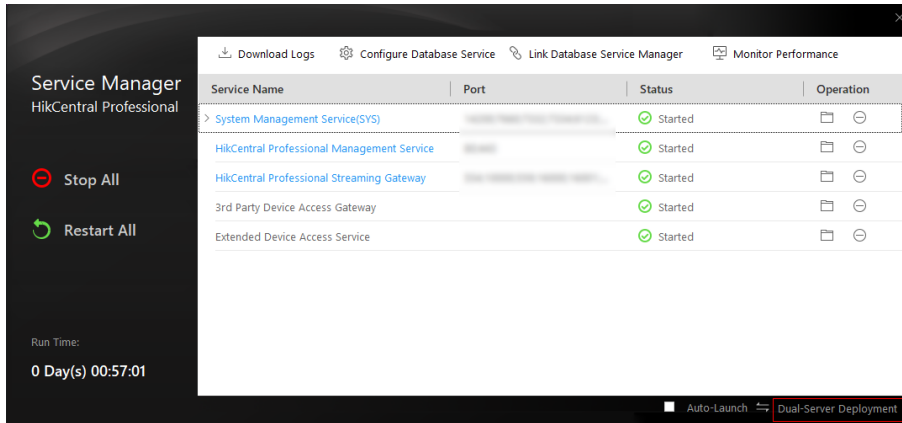 Download Logs Configure Database Service Link Database Service Manager Monitor Performance
Service Manager
HikCentral Professional
Service Name Port Status Operation
System Management Service(SYS) Started
HikCentral Professional Management Service Started
HikCentral Professional Streaming Gateway Started
3rd Party Device Access Gateway Started
Extended Device Access Service Started
Stop All
Restart All
Run Time:
0 Day(s) 00:57:01
Auto-Launch Dual-Server Deployment